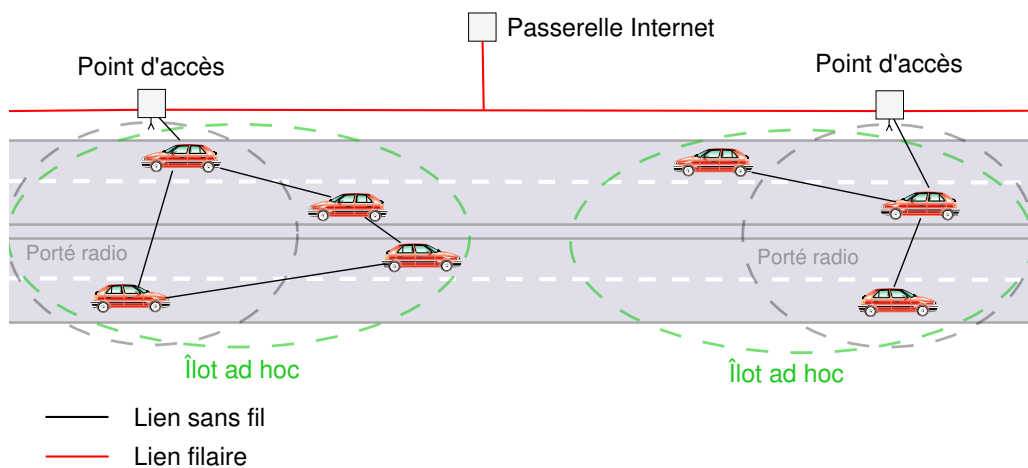 Passerelle Internet
Point d'accès
Point d'accès
Porté radio
Porté radio
Îlot ad hoc
Îlot ad hoc
Lien sans fil
Lien filaire